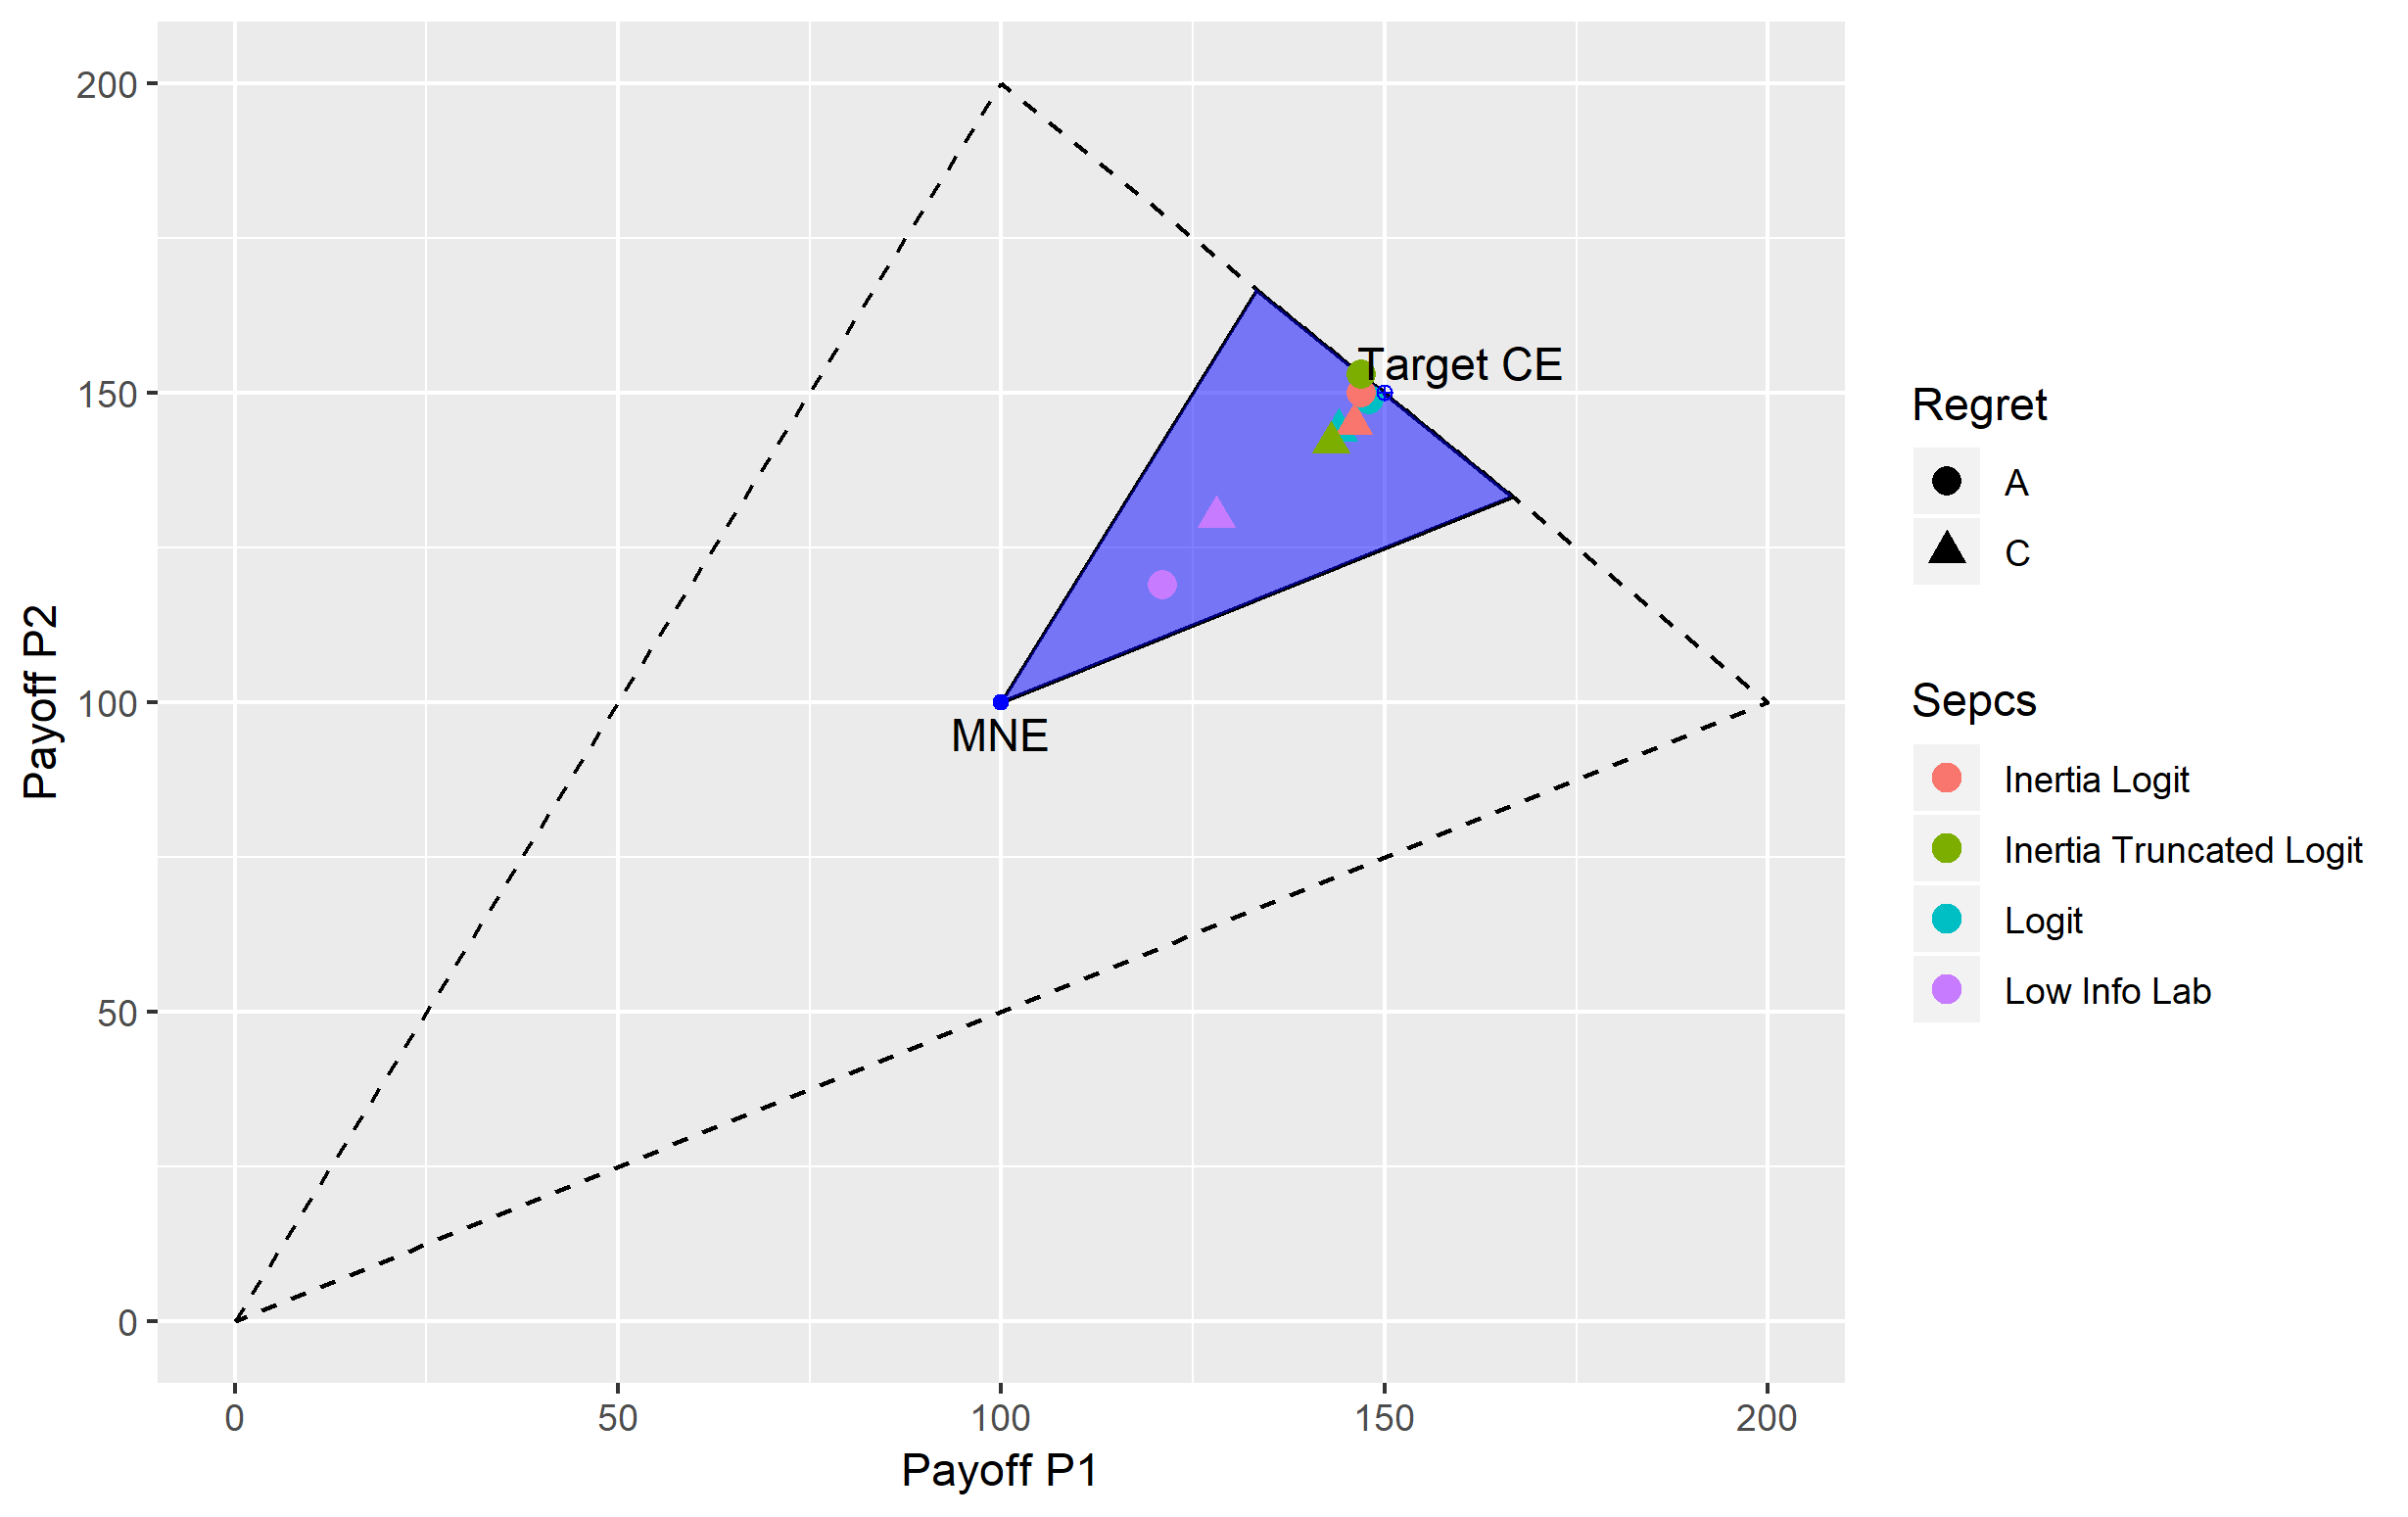 200
150
100
50
0
Payoff P2
Target CE
MNE
0
50
100
150
200
Payoff P1
Regret
A
C
Sepcs
Inertia Logit
Inertia Truncated Logit
Logit
Low Info Lab